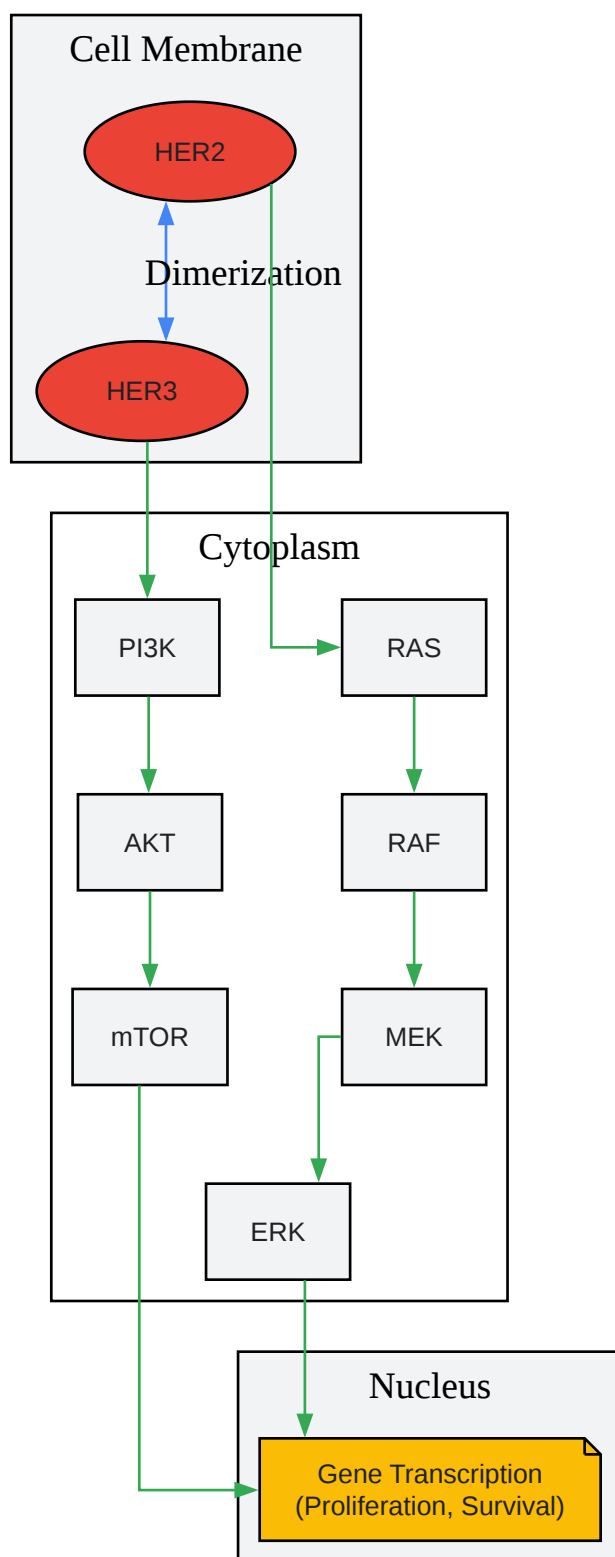 Cell Membrane
HER2
Dimerization
HER3
Cytoplasm
PI3K
RAS
AKT
RAF
mTOR
MEK
ERK
Nucleus
Gene Transcription
(Proliferation, Survival)